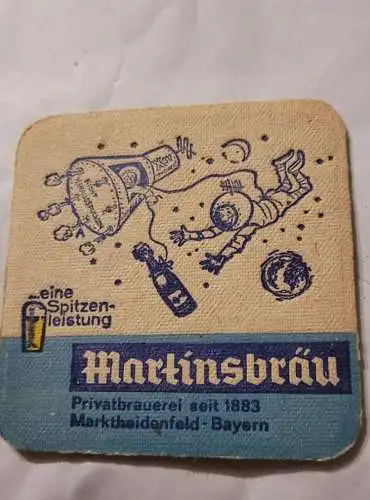 ...eine
Spitzen-
leistung
Martinsbräu
Privatbrauerei seit 1883
Marktheidenfeld - Bayern